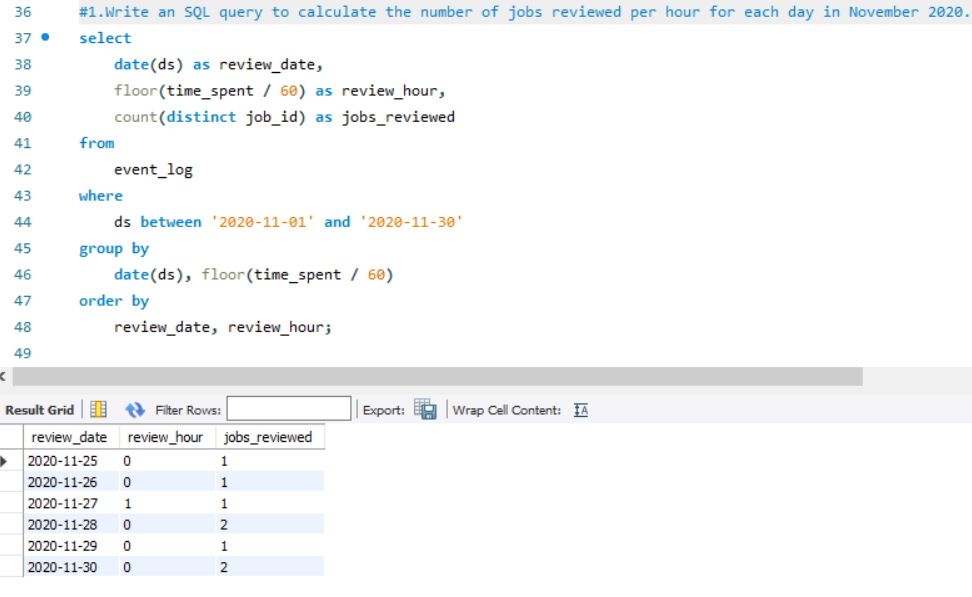 36 #1.Write an SQL query to calculate the number of jobs reviewed per hour for each day in November 2020.
37 select
38 date(ds) as review_date,
39 floor(time_spent / 60) as review_hour,
40 count(distinct job_id) as jobs_reviewed
41 from
42 event_log
43 where
44 ds between '2020-11-01' and '2020-11-30'
45 group by
46 date(ds), floor(time_spent / 60)
47 order by
48 review_date, review_hour;
49
Result Grid Filter Rows: Export: Wrap Cell Content:
review_date review_hour jobs_reviewed
2020-11-25 0 1
2020-11-26 0 1
2020-11-27 1 1
2020-11-28 0 2
2020-11-29 0 1
2020-11-30 0 2